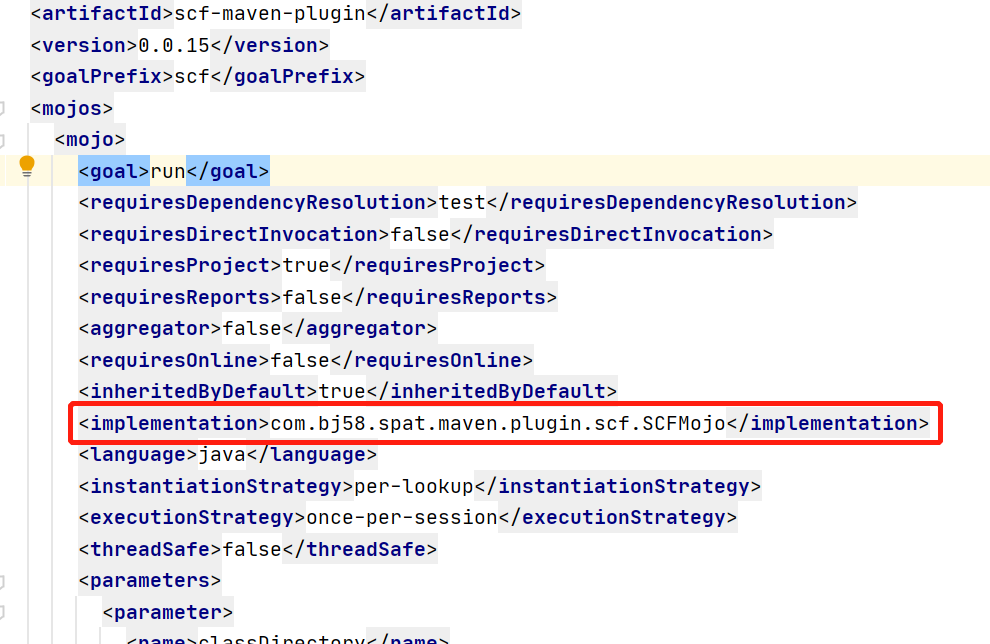 <artifactId>scf-maven-plugin</artifactId>
<version>0.0.15</version>
<goalPrefix>scf</goalPrefix>
<mojos>
<mojo>
<goal>run</goal>
<requiresDependencyResolution>test</requiresDependencyResolution>
<requiresDirectInvocation>false</requiresDirectInvocation>
<requiresProject>true</requiresProject>
<requiresReports>false</requiresReports>
<aggregator>false</aggregator>
<requiresOnline>false</requiresOnline>
<inheritedByDefault>true</inheritedByDefault>
<implementation>com.bj58.spat.maven.plugin.scf.SCFMojo</implementation>
<language>java</language>
<instantiationStrategy>per-lookup</instantiationStrategy>
<executionStrategy>once-per-session</executionStrategy>
<threadSafe>false</threadSafe>
<parameters>
<parameter>
<name>classDirectory</name>